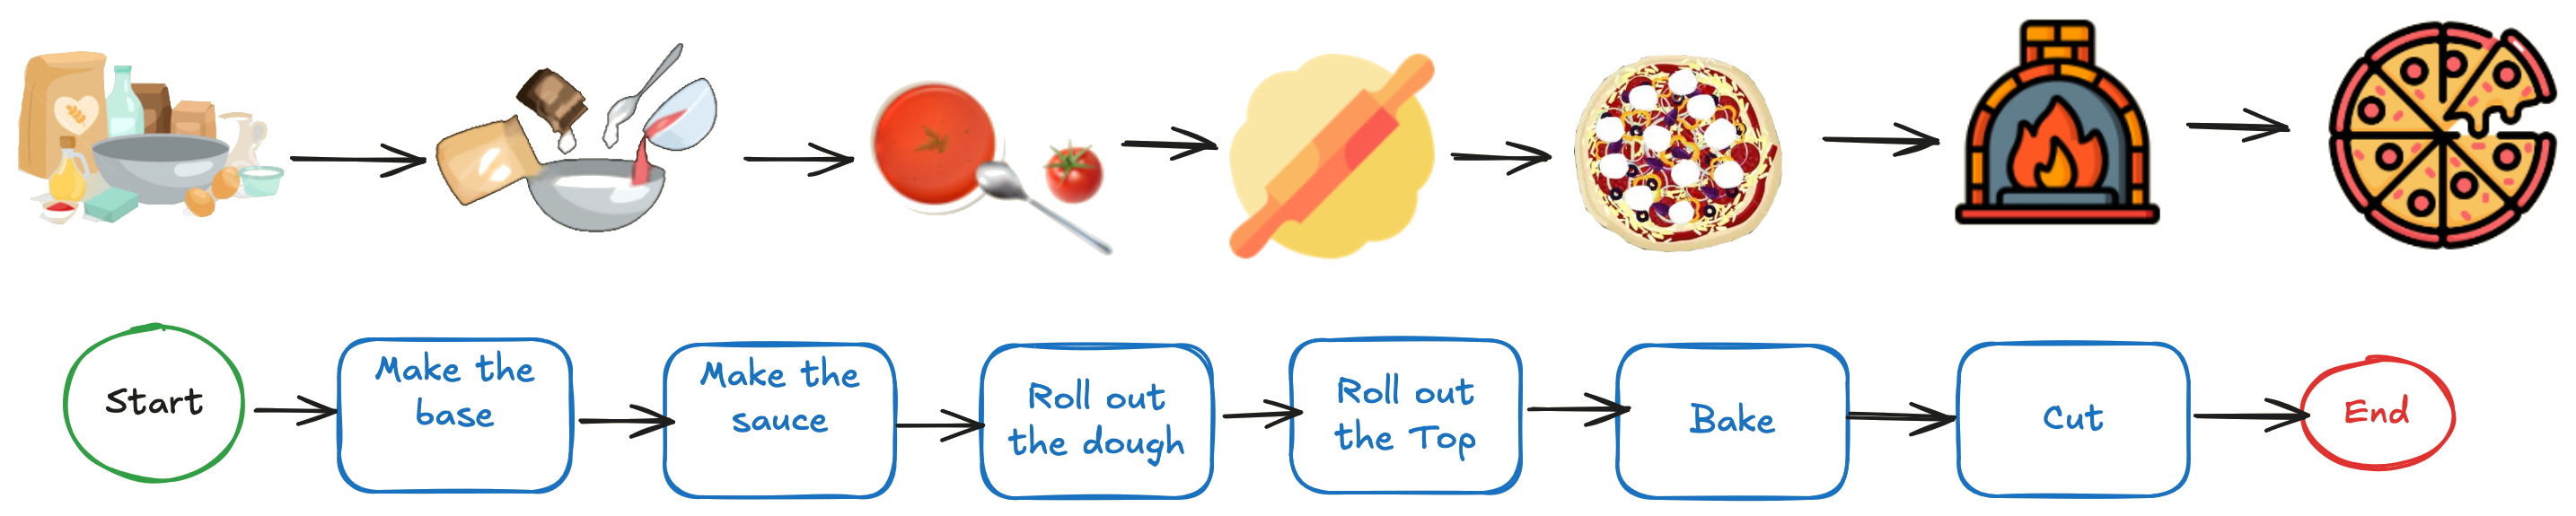 Start
Make the
base
Make the
sauce
Roll out
the dough
Roll out
the Top
Bake
Cut
End